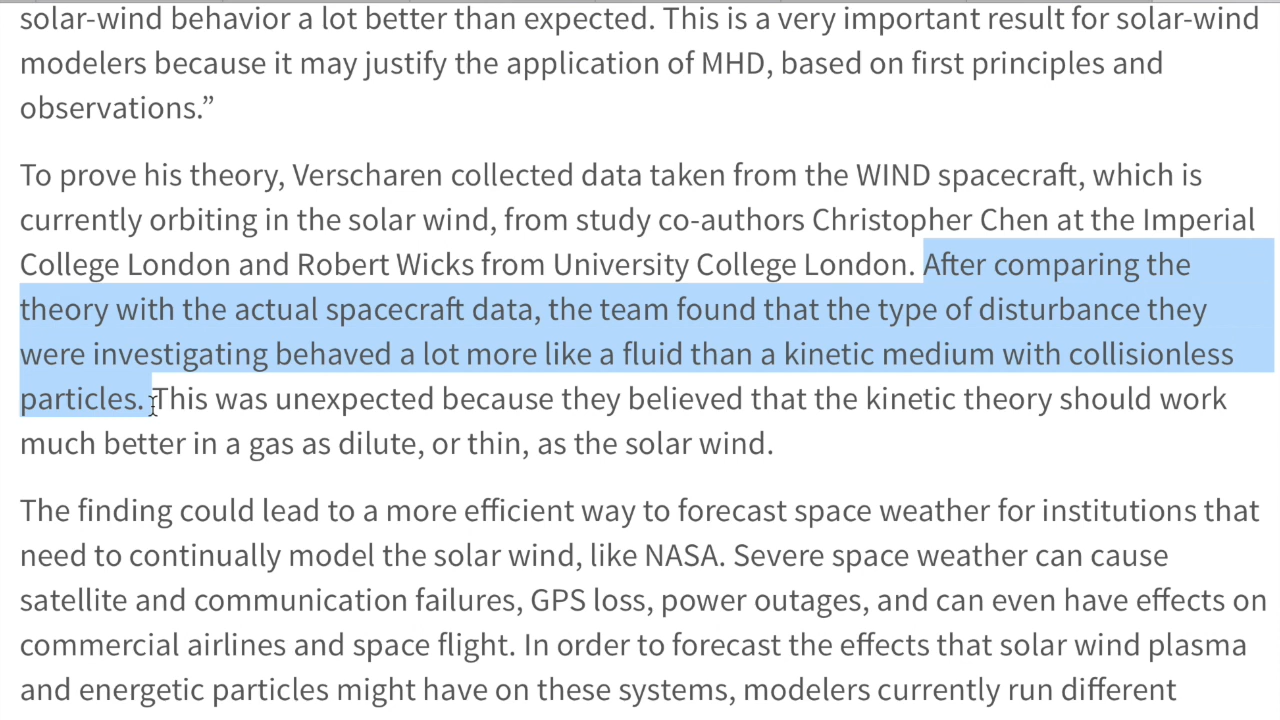 solar-wind behavior a lot better than expected. This is a very important result for solar-wind
modelers because it may justify the application of MHD, based on first principles and
observations.”
To prove his theory, Verscharen collected data taken from the WIND spacecraft, which is
currently orbiting in the solar wind, from study co-authors Christopher Chen at the Imperial
College London and Robert Wicks from University College London. After comparing the
theory with the actual spacecraft data, the team found that the type of disturbance they
were investigating behaved a lot more like a fluid than a kinetic medium with collisionless
particles. This was unexpected because they believed that the kinetic theory should work
much better in a gas as dilute, or thin, as the solar wind.
The finding could lead to a more efficient way to forecast space weather for institutions that
need to continually model the solar wind, like NASA. Severe space weather can cause
satellite and communication failures, GPS loss, power outages, and can even have effects on
commercial airlines and space flight. In order to forecast the effects that solar wind plasma
and energetic particles might have on these systems, modelers currently run different